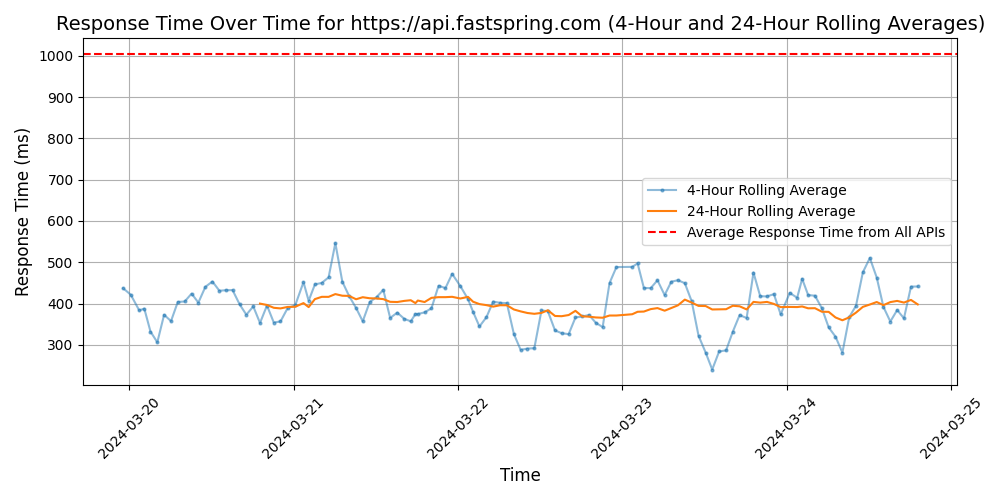 Response Time Over Time for https://api.fastspring.com (4-Hour and 24-Hour Rolling Averages)
Response Time (ms)
1000
900
800
700
600
500
400
300
4-Hour Rolling Average
24-Hour Rolling Average
Average Response Time from All APIs
2024-03-20
2024-03-21
2024-03-22
2024-03-23
2024-03-24
2024-03-25
Time